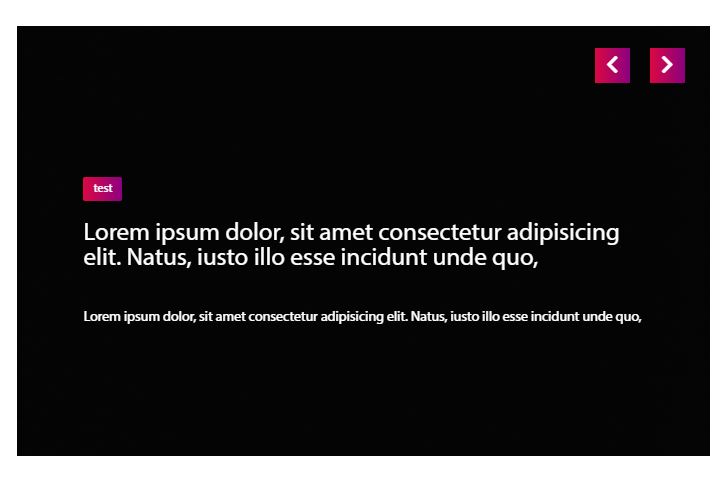 test
Lorem ipsum dolor, sit amet consectetur adipisicing
elit. Natus, iusto illo esse incidunt unde quo,
Lorem ipsum dolor, sit amet consectetur adipisicing elit. Natus, iusto illo esse incidunt unde quo,